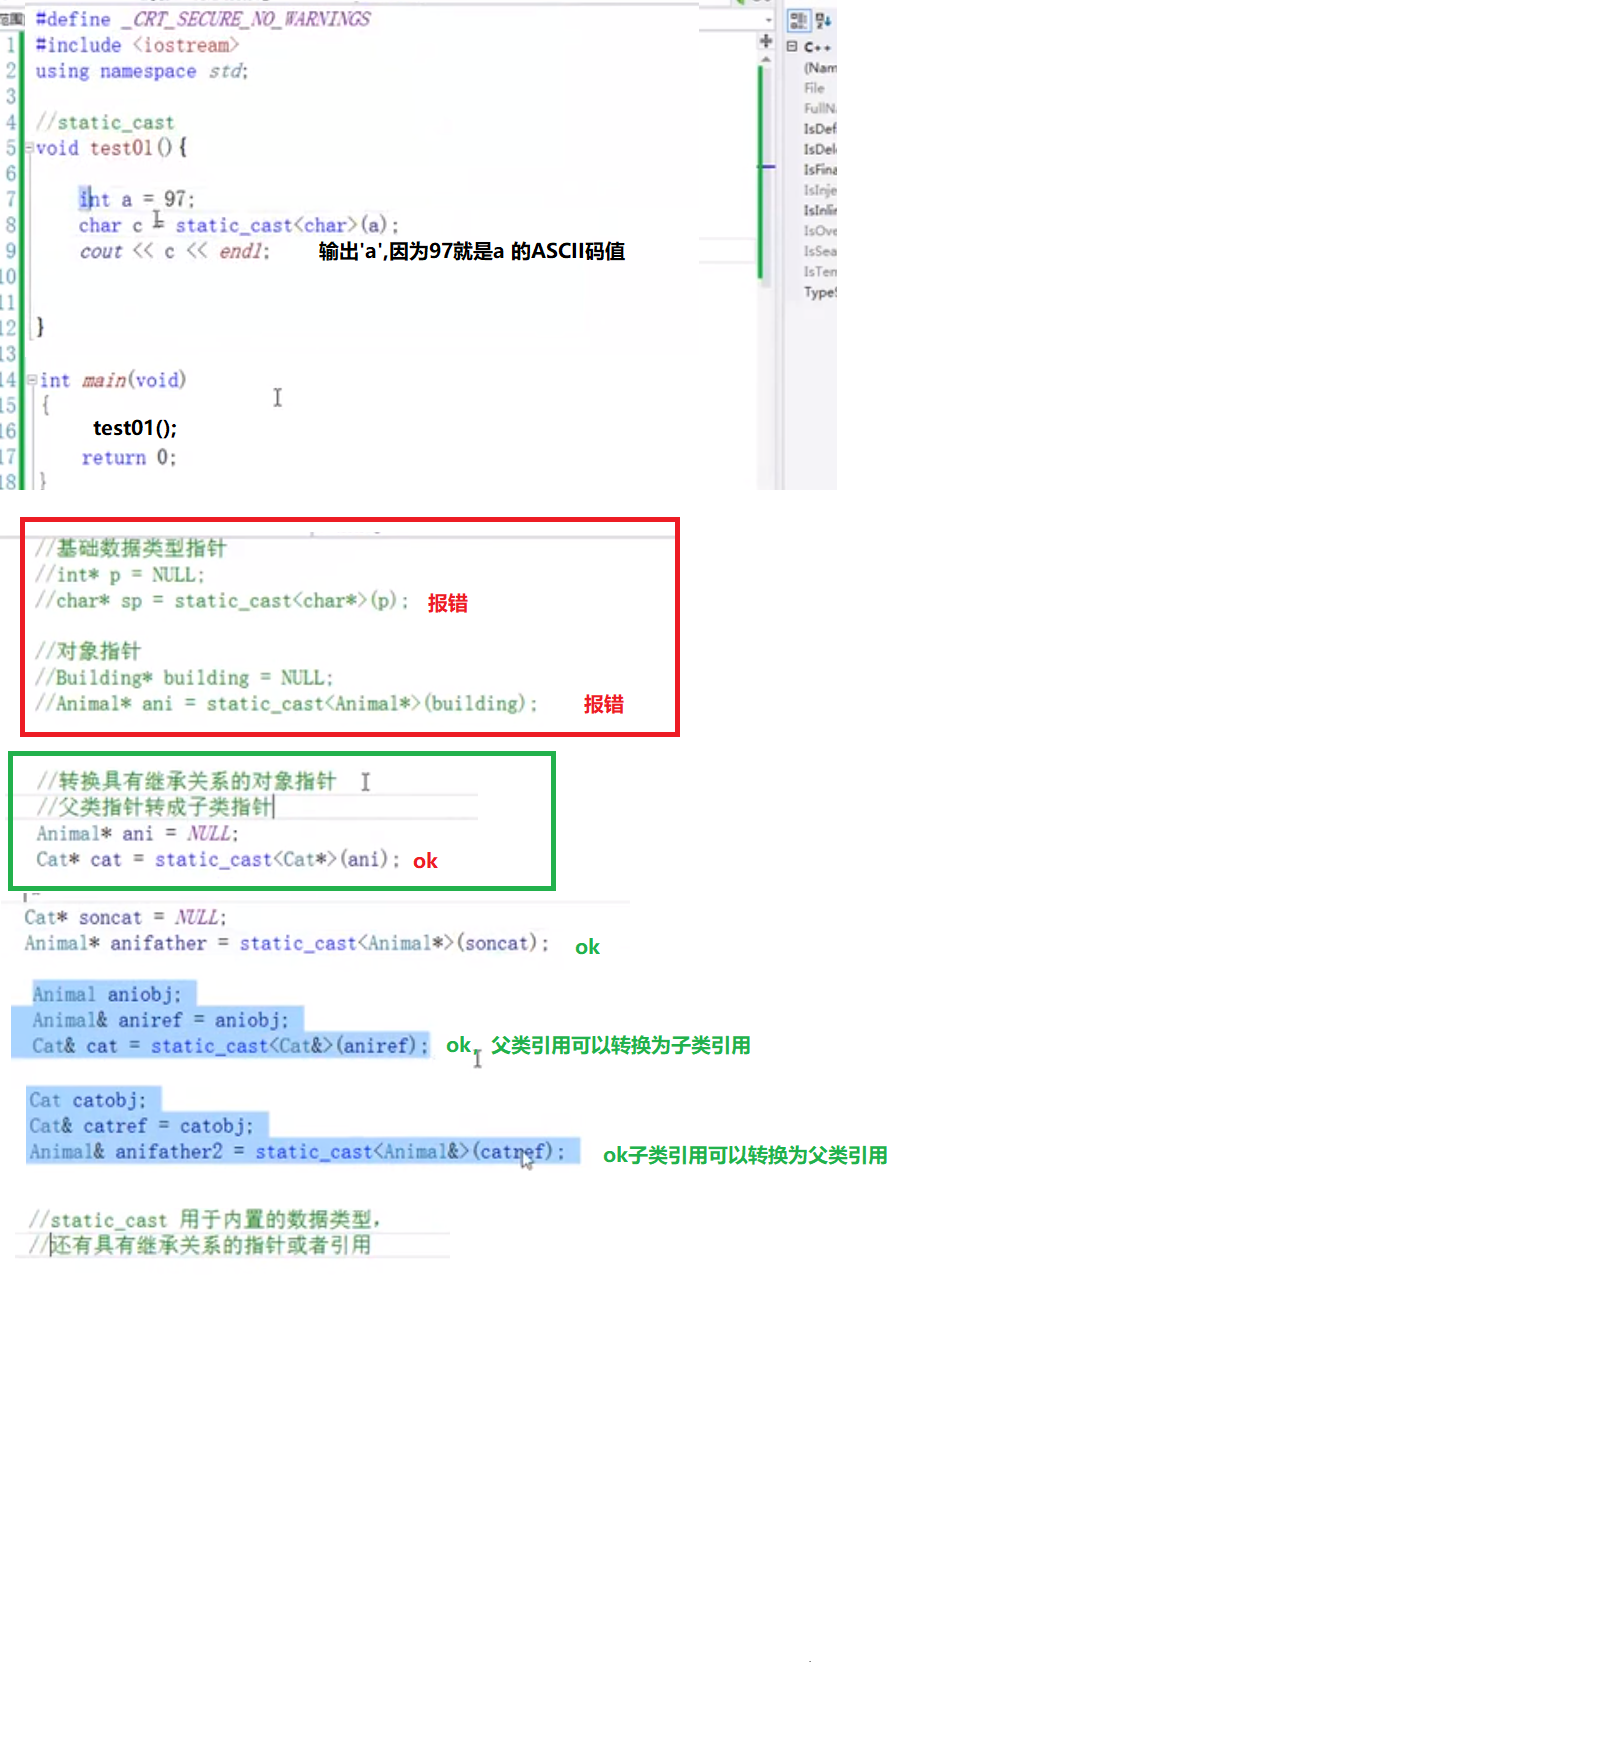 范围
#define _CRT_SECURE_NO_WARNINGS
1 #include <iostream>
2 using namespace std;
3
4 //static_cast
5 void test01(){
6
7 int a = 97;
8 char c = static_cast<char>(a);
9 cout << c << endl; 输出'a',因为97就是a 的ASCII码值
10
11
12 }
13
14 int main(void)
15 {
16 test01();
17 return 0;
18 }
C++
(Nam
File
FullN
IsDef
IsDel
IsFina
IsInje
IsInlin
IsOve
IsSea
IsTem
TypeS
//基础数据类型指针
//int* p = NULL;
//char* sp = static_cast<char*>(p); 报错
//对象指针
//Building* building = NULL;
//Animal* ani = static_cast<Animal*>(building); 报错
//转换具有继承关系的对象指针
//父类指针转成子类指针
Animal* ani = NULL;
Cat* cat = static_cast<Cat*>(ani); ok
Cat* soncat = NULL;
Animal* anifather = static_cast<Animal*>(soncat); ok
Animal aniobj;
Animal& aniref = aniobj;
Cat& cat = static_cast<Cat&>(aniref); ok，父类引用可以转换为子类引用
Cat catobj;
Cat& catref = catobj;
Animal& anifather2 = static_cast<Animal&>(catref); ok子类引用可以转换为父类引用
//static_cast 用于内置的数据类型，
//还有具有继承关系的指针或者引用